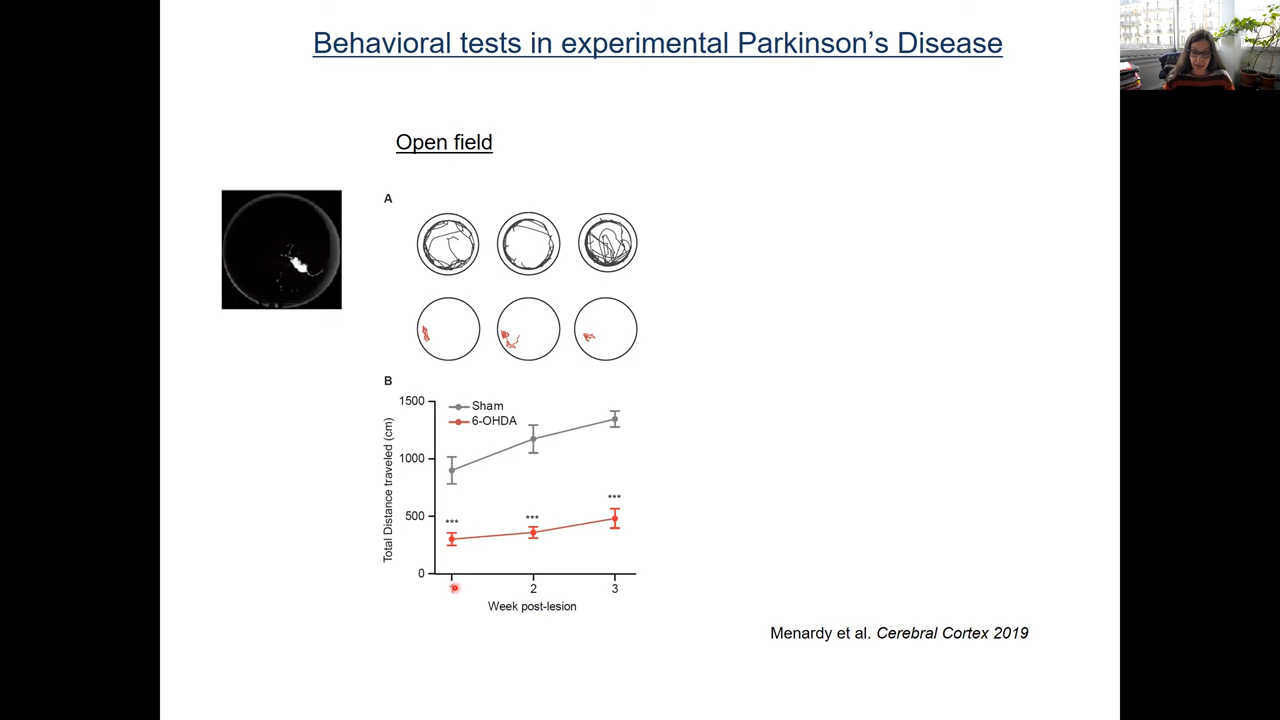 Behavioral tests in experimental Parkinson's Disease
Open field
A
B
1500
1000
500
0
Total Distance traveled (cm)
Sham
6-OHDA
***
***
***
2
3
Week post-lesion
Menardy et al. Cerebral Cortex 2019